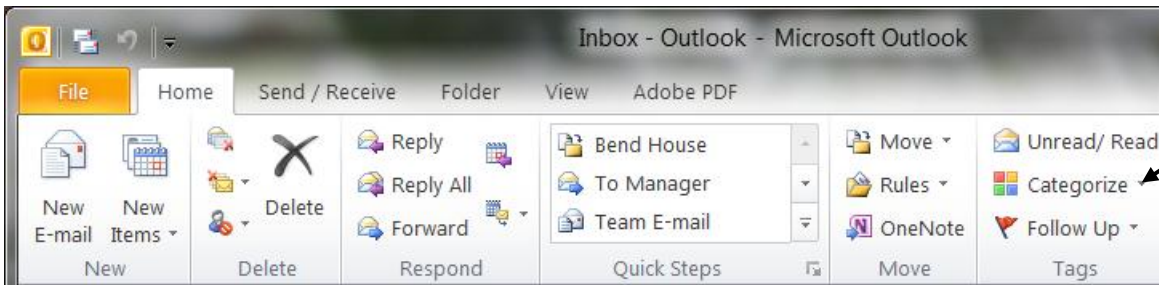 Inbox - Outlook - Microsoft Outlook
File Home Send / Receive Folder View Adobe PDF
New E-mail
New Items
Delete
Reply
Reply All
Forward
Bend House
To Manager
Team E-mail
Move
Rules
OneNote
Unread/ Read
Categorize
Follow Up
New Delete Respond Quick Steps Move Tags